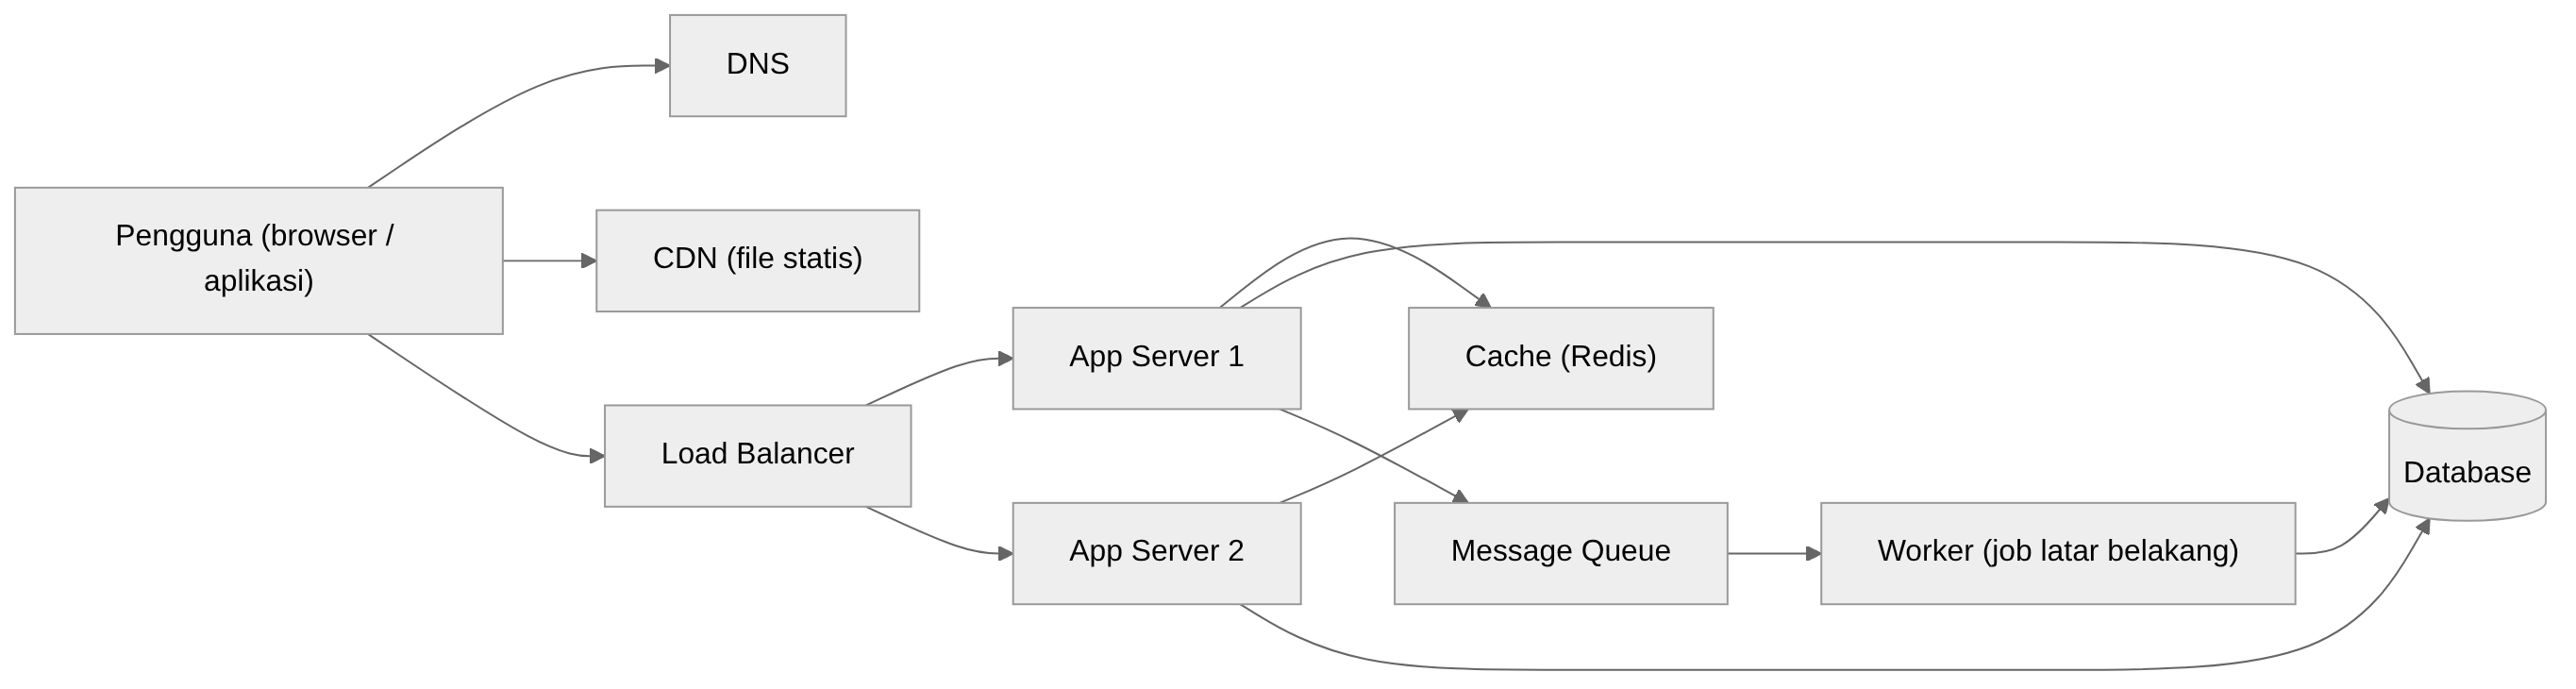 DNS
Pengguna (browser /
aplikasi)
CDN (file statis)
Load Balancer
App Server 1
App Server 2
Cache (Redis)
Message Queue
Worker (job latar belakang)
Database